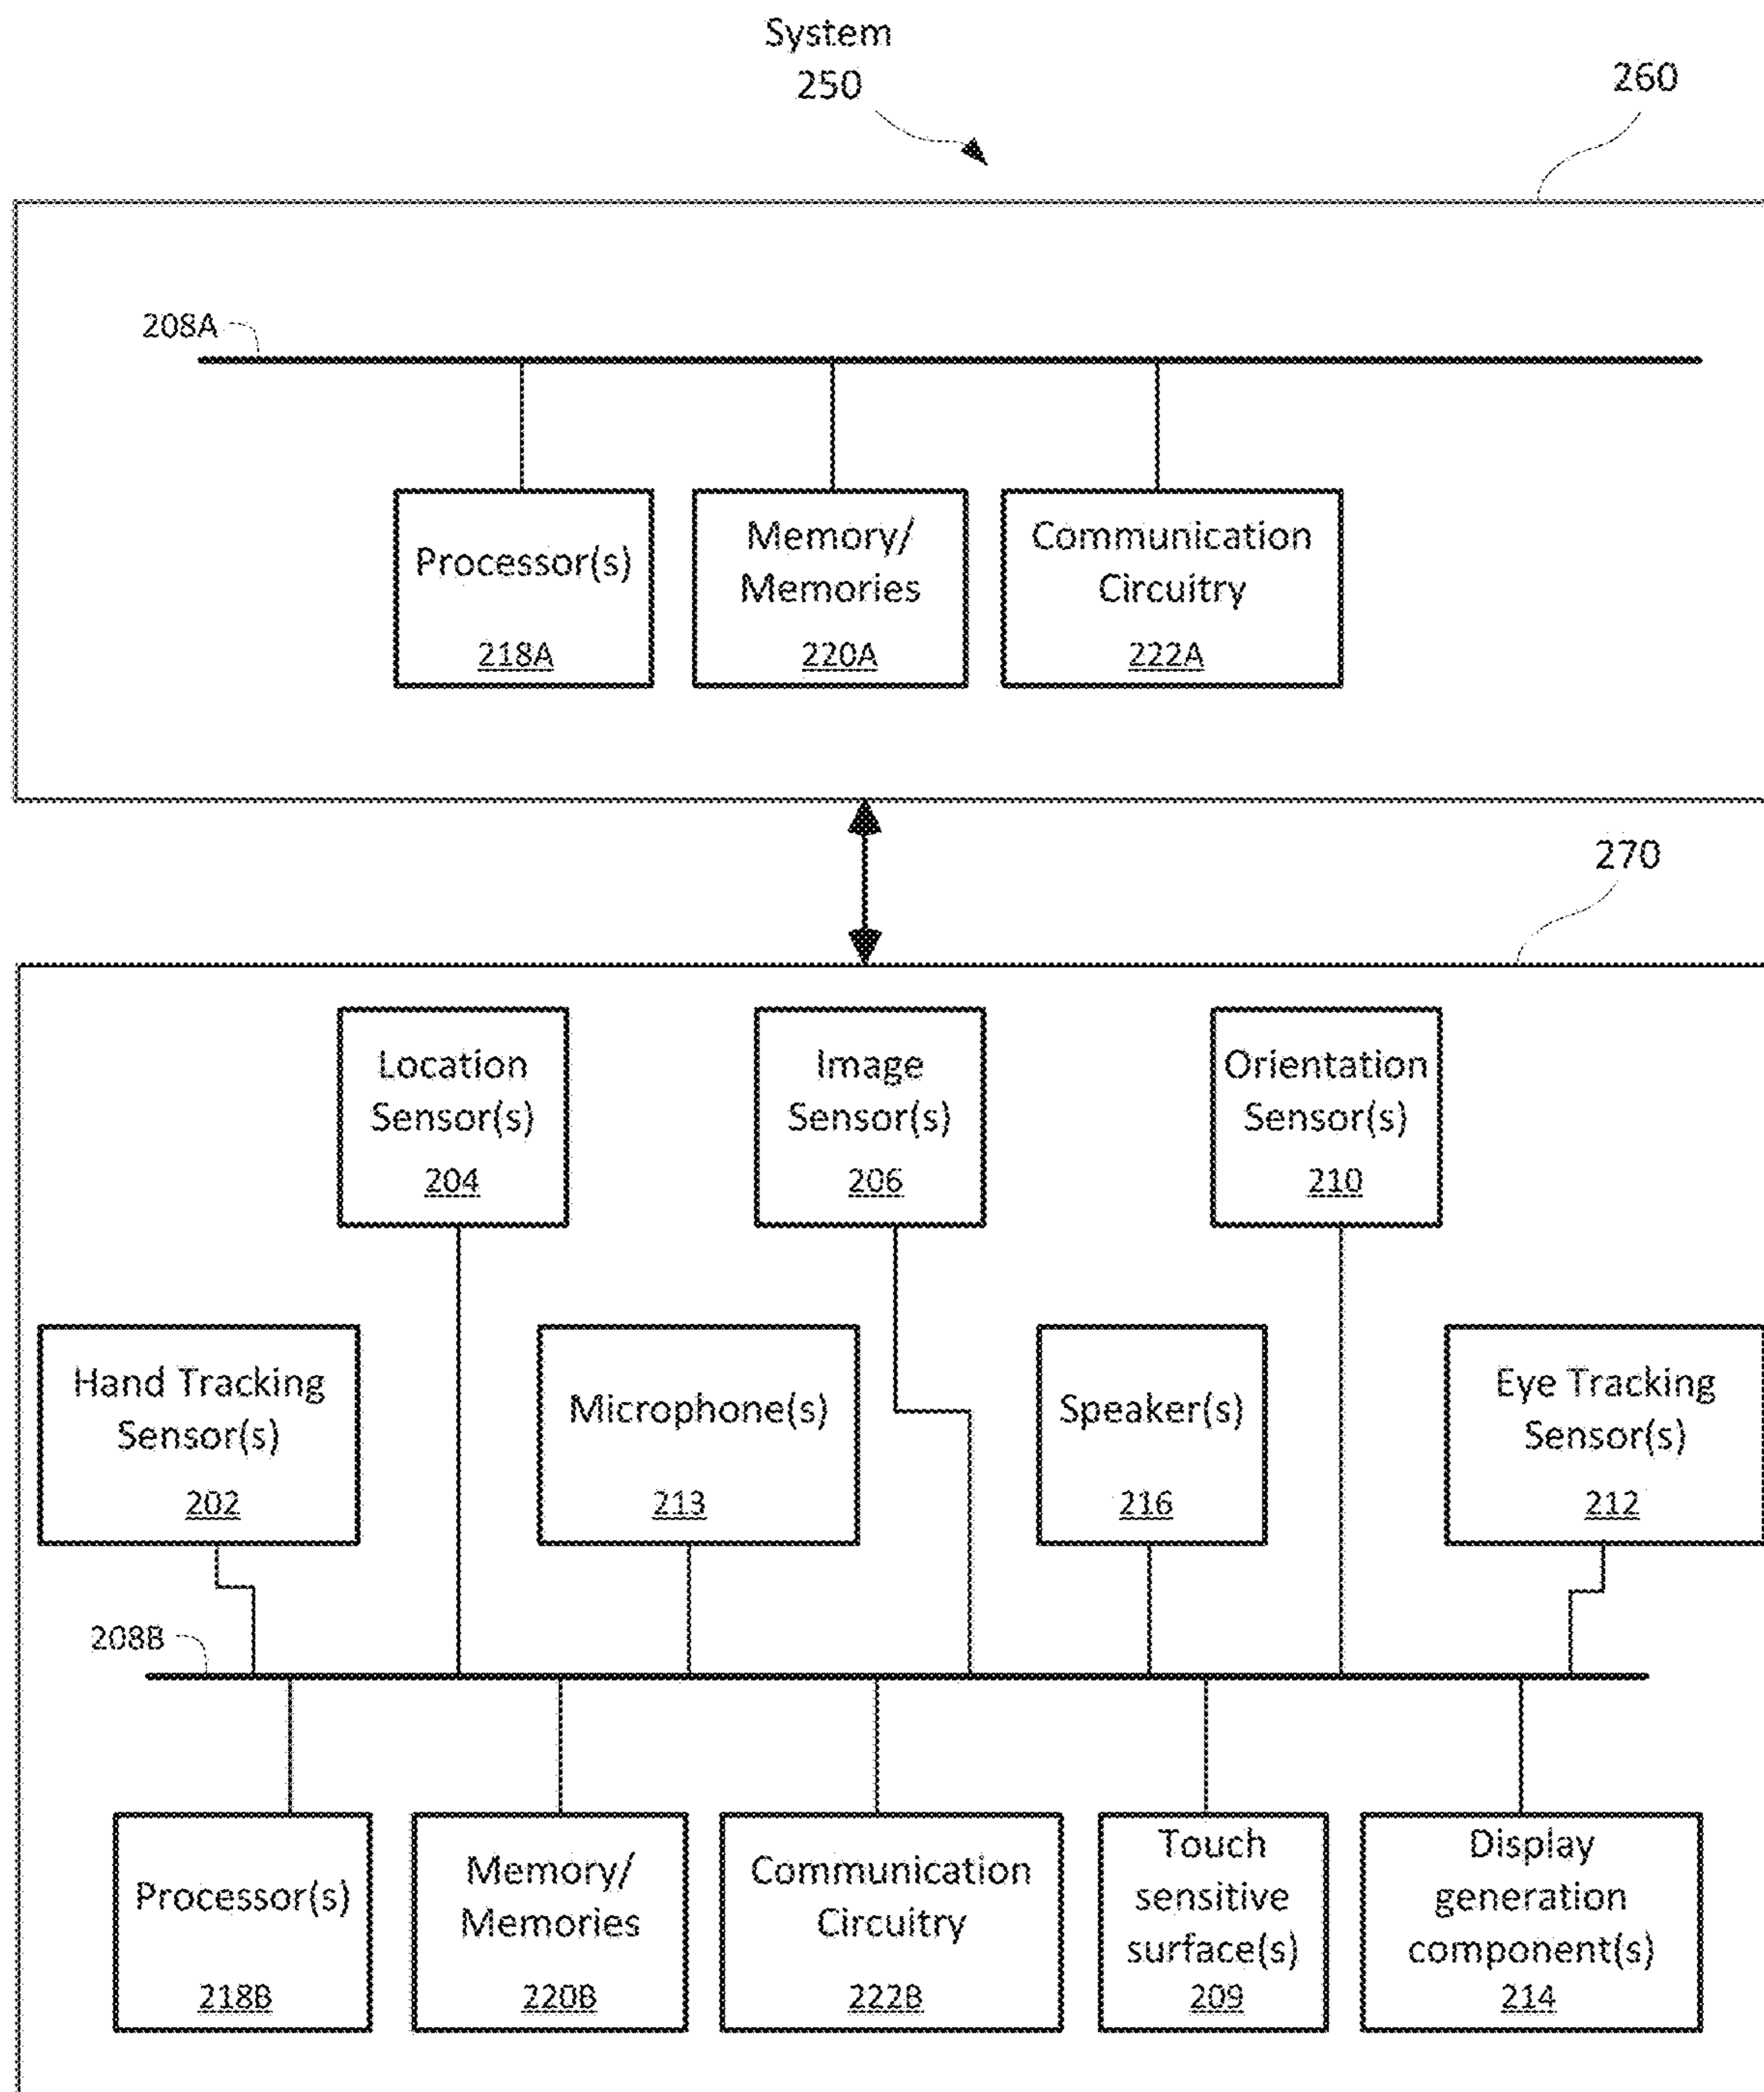 System
250
260
208A
Processor(s)
218A
Memory/
Memories
220A
Communication
Circuitry
222A
270
Location
Sensor(s)
204
Image
Sensor(s)
206
Orientation
Sensor(s)
210
Hand Tracking
Sensor(s)
202
Microphone(s)
213
Speaker(s)
216
Eye Tracking
Sensor(s)
212
208B
Processor(s)
218B
Memory/
Memories
220B
Communication
Circuitry
222B
Touch
sensitive
surface(s)
209
Display
generation
component(s)
214